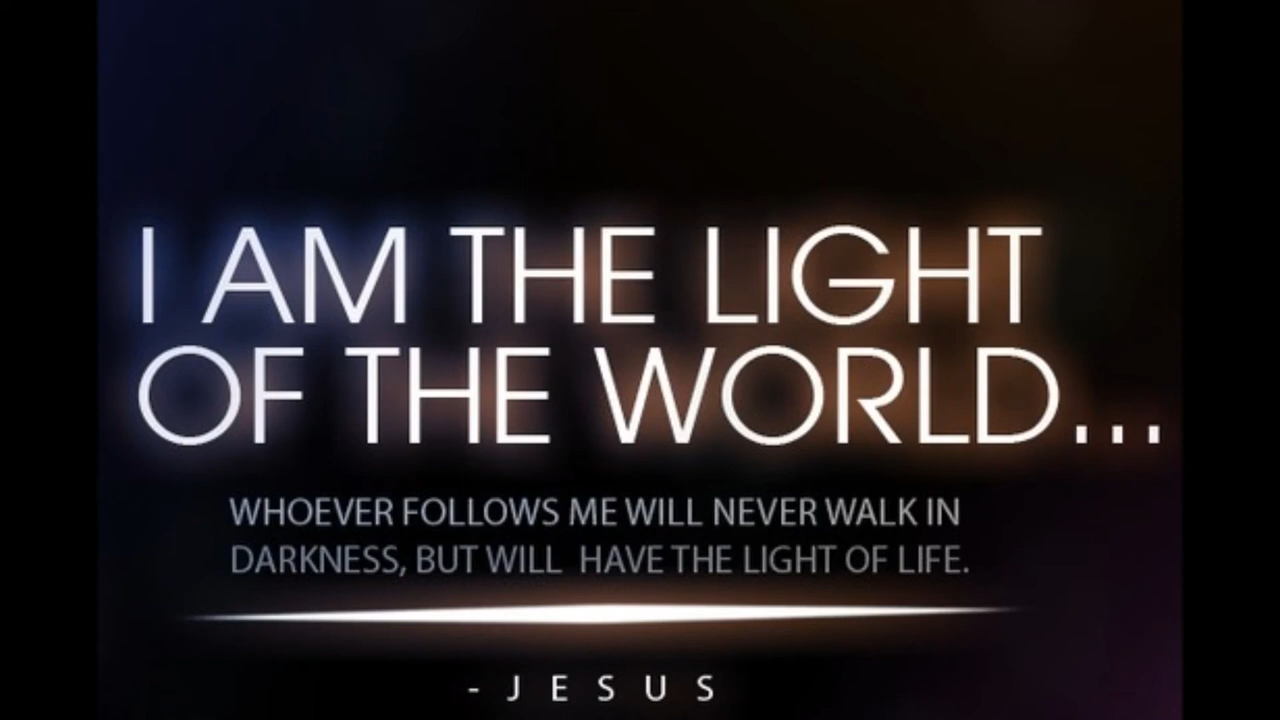 I AM THE LIGHT
OF THE WORLD...
WHOEVER FOLLOWS ME WILL NEVER WALK IN
DARKNESS, BUT WILL HAVE THE LIGHT OF LIFE.
- J E S U S